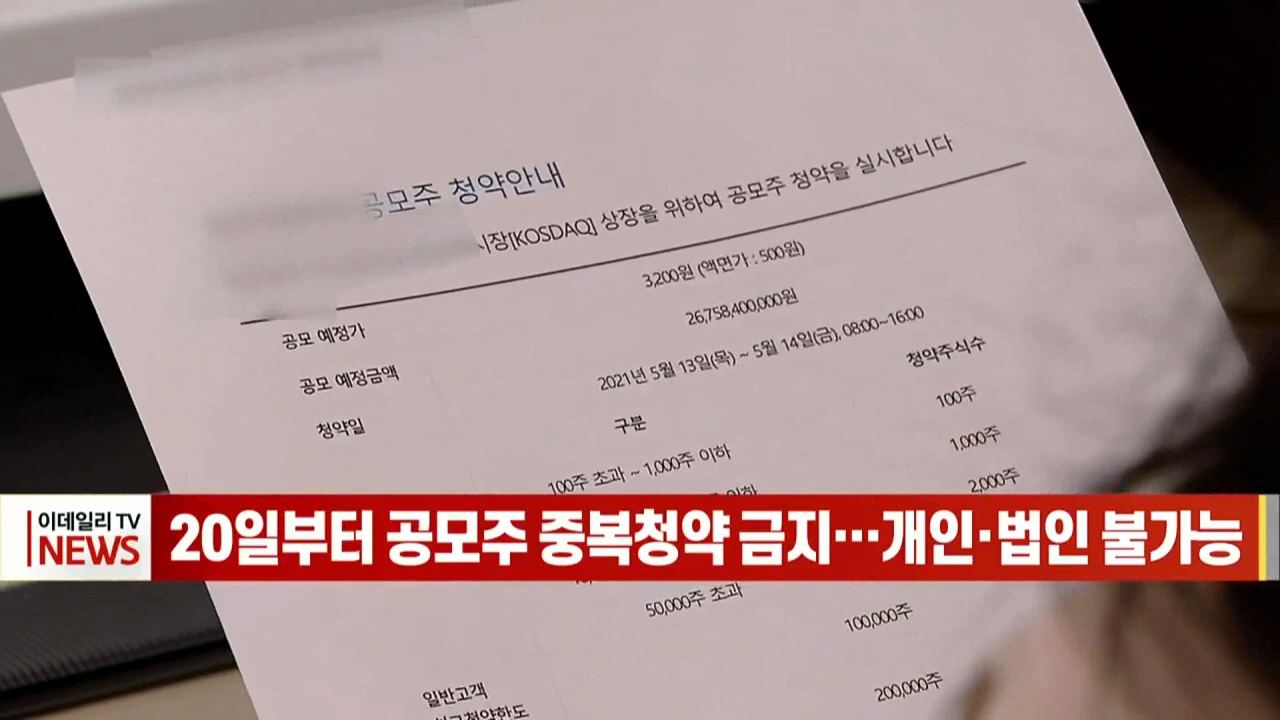 공모주 청약안내
시장[KOSDAQ] 상장을 위하여 공모주 청약을 실시합니다
공모 예정가 3,200원 (액면가 : 500원)
공모 예정금액 26,758,400,000원
청약일 2021년 5월 13일(목) ~ 5월 14일(금), 08:00~16:00
구분 청약주식수
100주 초과 ~ 1,000주 이하 100주
1,000주
2,000주
이데일리 TV
NEWS
20일부터 공모주 중복청약 금지…개인·법인 불가능
50,000주 초과
100,000주
일반고객
200,000주